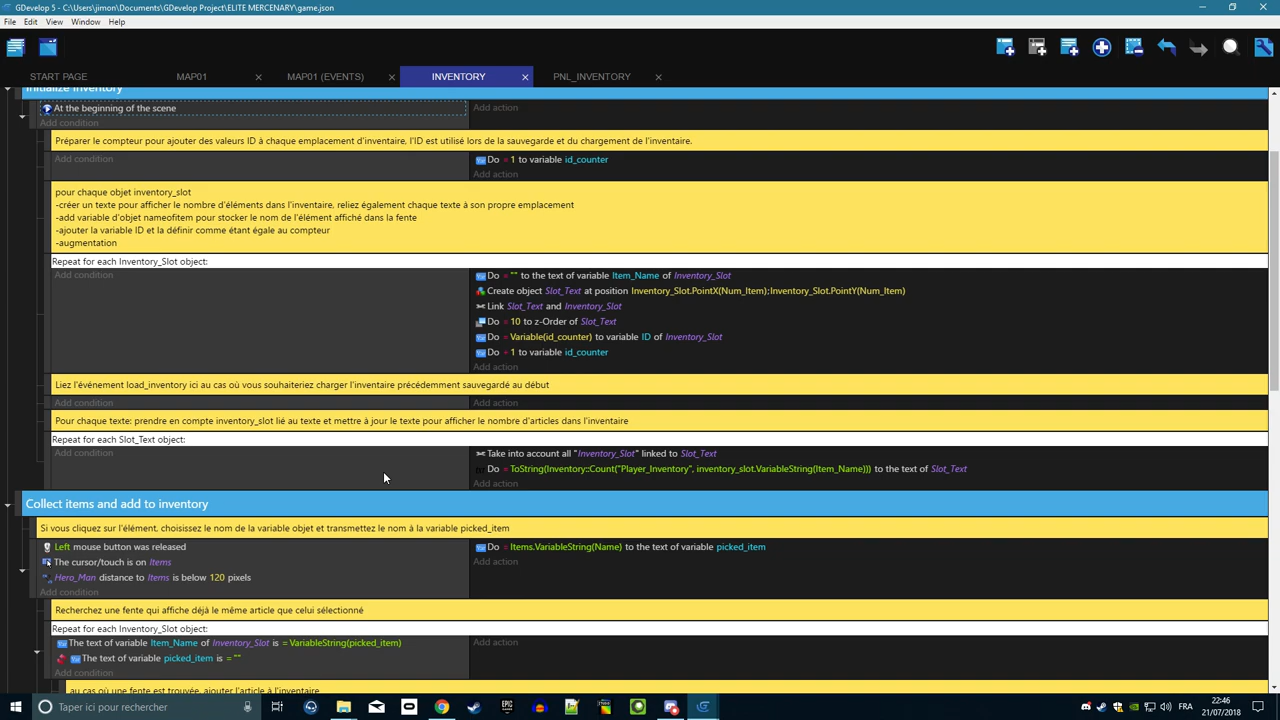 GDevelop 5 - C:\Users\jimon\Documents\GDevelop Project\ELITE MERCENARY\game.json
File Edit View Window Help
START PAGE MAP01 MAP01 (EVENTS) INVENTORY PNL_INVENTORY
Initialize Inventory
At the beginning of the scene Add action
Add condition
Préparer le compteur pour ajouter des valeurs ID à chaque emplacement d'inventaire, l'ID est utilisé lors de la sauvegarde et du chargement de l'inventaire.
Add condition Do = 1 to variable id_counter
Add action
pour chaque objet inventory_slot
-créer un texte pour afficher le nombre d'éléments dans l'inventaire, reliez également chaque texte à son propre emplacement
-add variable d'objet nameofitem pour stocker le nom de l'élément affiché dans la fente
-ajouter la variable ID et la définir comme étant égale au compteur
-augmentation
Repeat for each Inventory_Slot object:
Add condition Do = "" to the text of variable Item_Name of Inventory_Slot
Create object Slot_Text at position Inventory_Slot.PointX(Num_Item);Inventory_Slot.PointY(Num_Item)
Link Slot_Text and Inventory_Slot
Do = 10 to z-Order of Slot_Text
Do = Variable(id_counter) to variable ID of Inventory_Slot
Do + 1 to variable id_counter
Add action
Liez l'événement load_inventory ici au cas où vous souhaiteriez charger l'inventaire précédemment sauvegardé au début
Add condition Add action
Pour chaque texte: prendre en compte inventory_slot lié au texte et mettre à jour le texte pour afficher le nombre d'articles dans l'inventaire
Repeat for each Slot_Text object:
Add condition Take into account all "Inventory_Slot" linked to Slot_Text
Do = ToString(Inventory::Count("Player_Inventory", inventory_slot.VariableString(Item_Name))) to the text of Slot_Text
Add action
Collect items and add to inventory
Si vous cliquez sur l'élément, choisissez le nom de la variable objet et transmettez le nom à la variable picked_item
Left mouse button was released Do = Items.VariableString(Name) to the text of variable picked_item
The cursor/touch is on Items Add action
Hero_Man distance to Items is below 120 pixels
Add condition
Recherchez une fente qui affiche déjà le même article que celui sélectionné
Repeat for each Inventory_Slot object:
The text of variable Item_Name of Inventory_Slot is = VariableString(picked_item) Add action
The text of variable picked_item is = ""
Add condition
au cas où une fente est trouvée, ajouter l'article à l'inventaire
Taper ici pour rechercher
FRA
22:46
21/07/2018